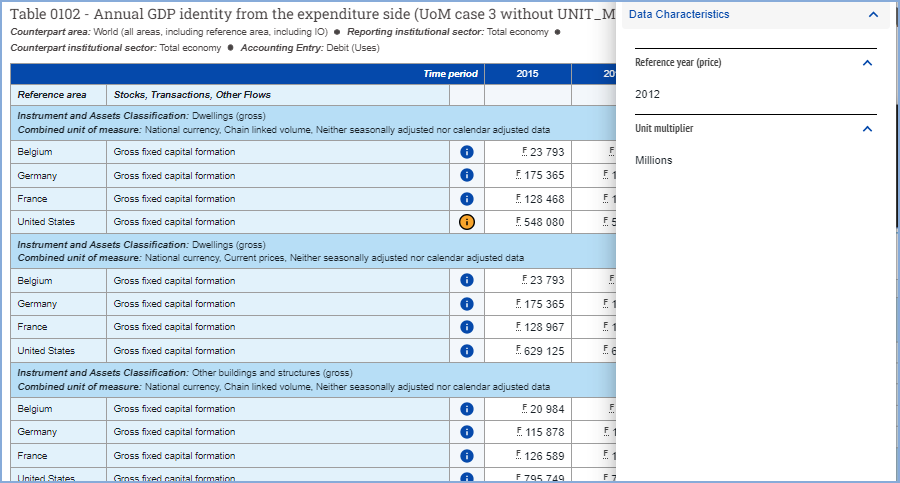 Table 0102 - Annual GDP identity from the expenditure side (UoM case 3 without UNIT_M
Counterpart area: World (all areas, including reference area, including IO) ● Reporting institutional sector: Total economy ●
Counterpart institutional sector: Total economy ● Accounting Entry: Debit (Uses)
Time period 2015 20
Reference area Stocks, Transactions, Other Flows
Instrument and Assets Classification: Dwellings (gross)
Combined unit of measure: National currency, Chain linked volume, Neither seasonally adjusted nor calendar adjusted data
Belgium Gross fixed capital formation i F 23 793 F
Germany Gross fixed capital formation i F 175 365 F 1
France Gross fixed capital formation i F 128 468 F 1
United States Gross fixed capital formation i F 548 080 F 5
Instrument and Assets Classification: Dwellings (gross)
Combined unit of measure: National currency, Current prices, Neither seasonally adjusted nor calendar adjusted data
Belgium Gross fixed capital formation i F 23 793 F
Germany Gross fixed capital formation i F 175 365 F 1
France Gross fixed capital formation i F 128 967 F 1
United States Gross fixed capital formation i F 629 125 F 6
Instrument and Assets Classification: Other buildings and structures (gross)
Combined unit of measure: National currency, Chain linked volume, Neither seasonally adjusted nor calendar adjusted data
Belgium Gross fixed capital formation i F 20 984 F
Germany Gross fixed capital formation i F 115 878 F 1
France Gross fixed capital formation i F 126 589 F 1
United States Gross fixed capital formation i F 795 749 F 7
Data Characteristics
Reference year (price)
2012
Unit multiplier
Millions